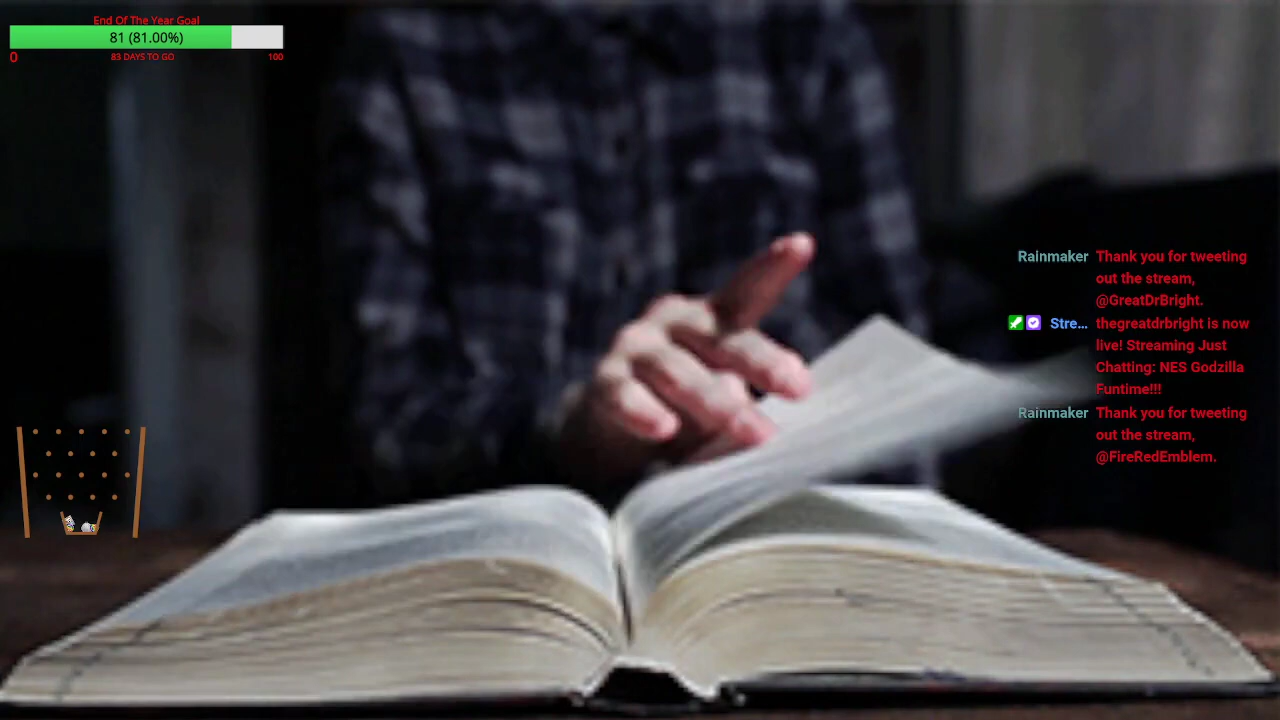 End Of The Year Goal
81 (81.00%)
0 83 DAYS TO GO 100
Rainmaker Thank you for tweeting
out the stream,
@GreatDrBright.
Stre... thegreatdrbright is now
live! Streaming Just
Chatting: NES Godzilla
Funtime!!!
Rainmaker Thank you for tweeting
out the stream,
@FireRedEmblem.